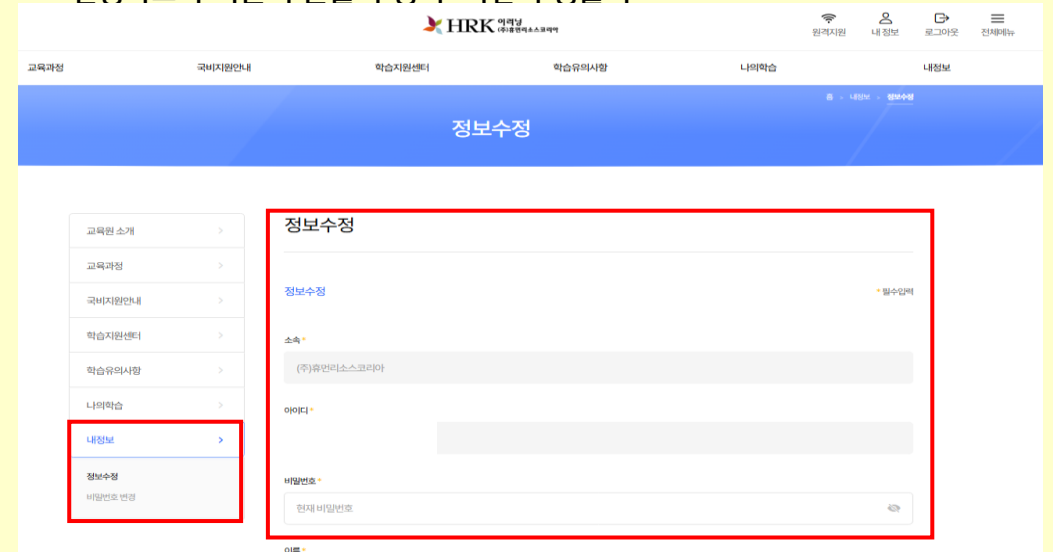 HRK 이러닝
(주)휴먼리소스코리아
원격지원 내 정보 로그아웃 전체메뉴
교육과정 국비지원안내 학습지원센터 학습유의사항 나의학습 내정보
홈 내정보 정보수정
정보수정
교육원 소개
교육과정
국비지원안내
학습지원센터
학습유의사항
나의학습
내정보
정보수정
비밀번호 변경
정보수정
정보수정 * 필수입력
소속 *
(주)휴먼리소스코리아
아이디 *
비밀번호 *
현재 비밀번호
이름 *